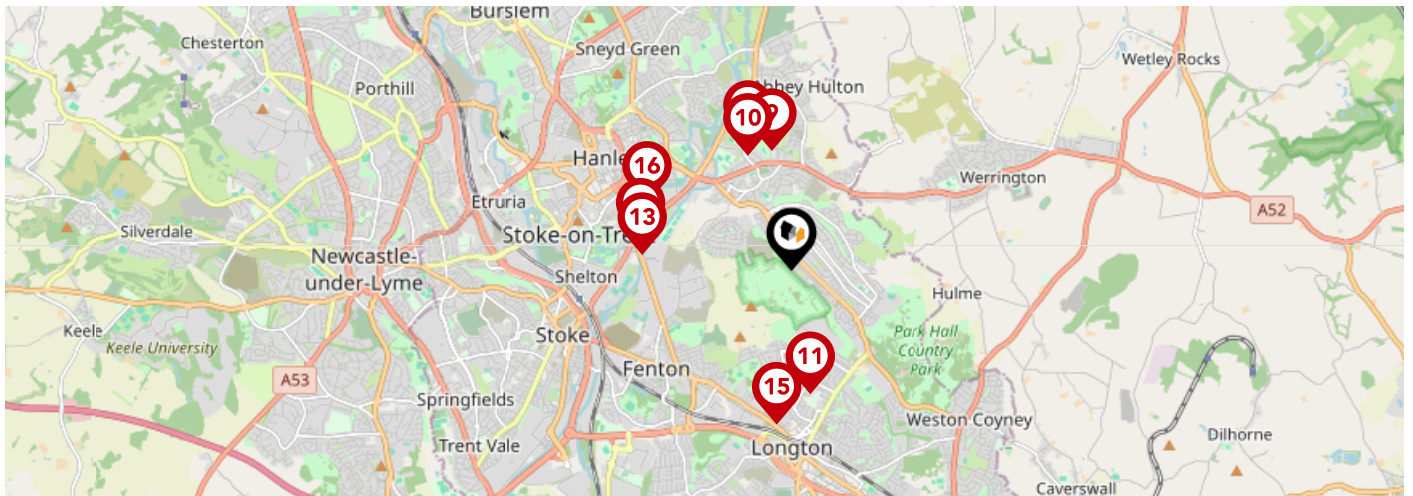 Burslem
Chesterton
Sneyd Green
Wetley Rocks
Porthill
Abbey Hulton
10
9
Hanle
16
Werrington
Etruria
A52
13
Silverdale
Stoke-on-Tre
Newcastle-
under-Lyme
Shelton
Hulme
Keele
Stoke
Park Hall
Country
Park
Keele University
11
Fenton
A53
15
Springfields
Weston Coyney
Trent Vale
Longton
Dilhorne
Caverswall